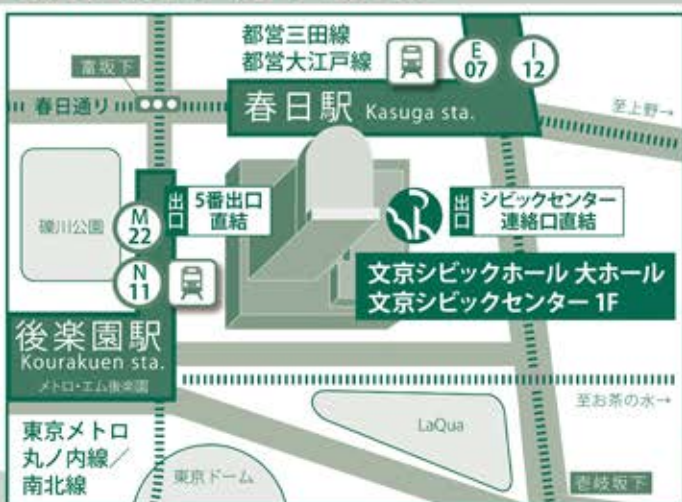 都営三田線
都営大江戸線
E
07
I
12
富坂下
春日通り
春日駅 Kasuga sta.
至上野→
礫川公園
M
22
出口
5番出口
直結
出口
シビックセンター
連絡口直結
N
11
文京シビックホール 大ホール
文京シビックセンター 1F
後楽園駅
Kourakuen sta.
メトロ・エム後楽園
至お茶の水→
東京メトロ
丸ノ内線／
南北線
LaQua
東京ドーム
壱岐坂下